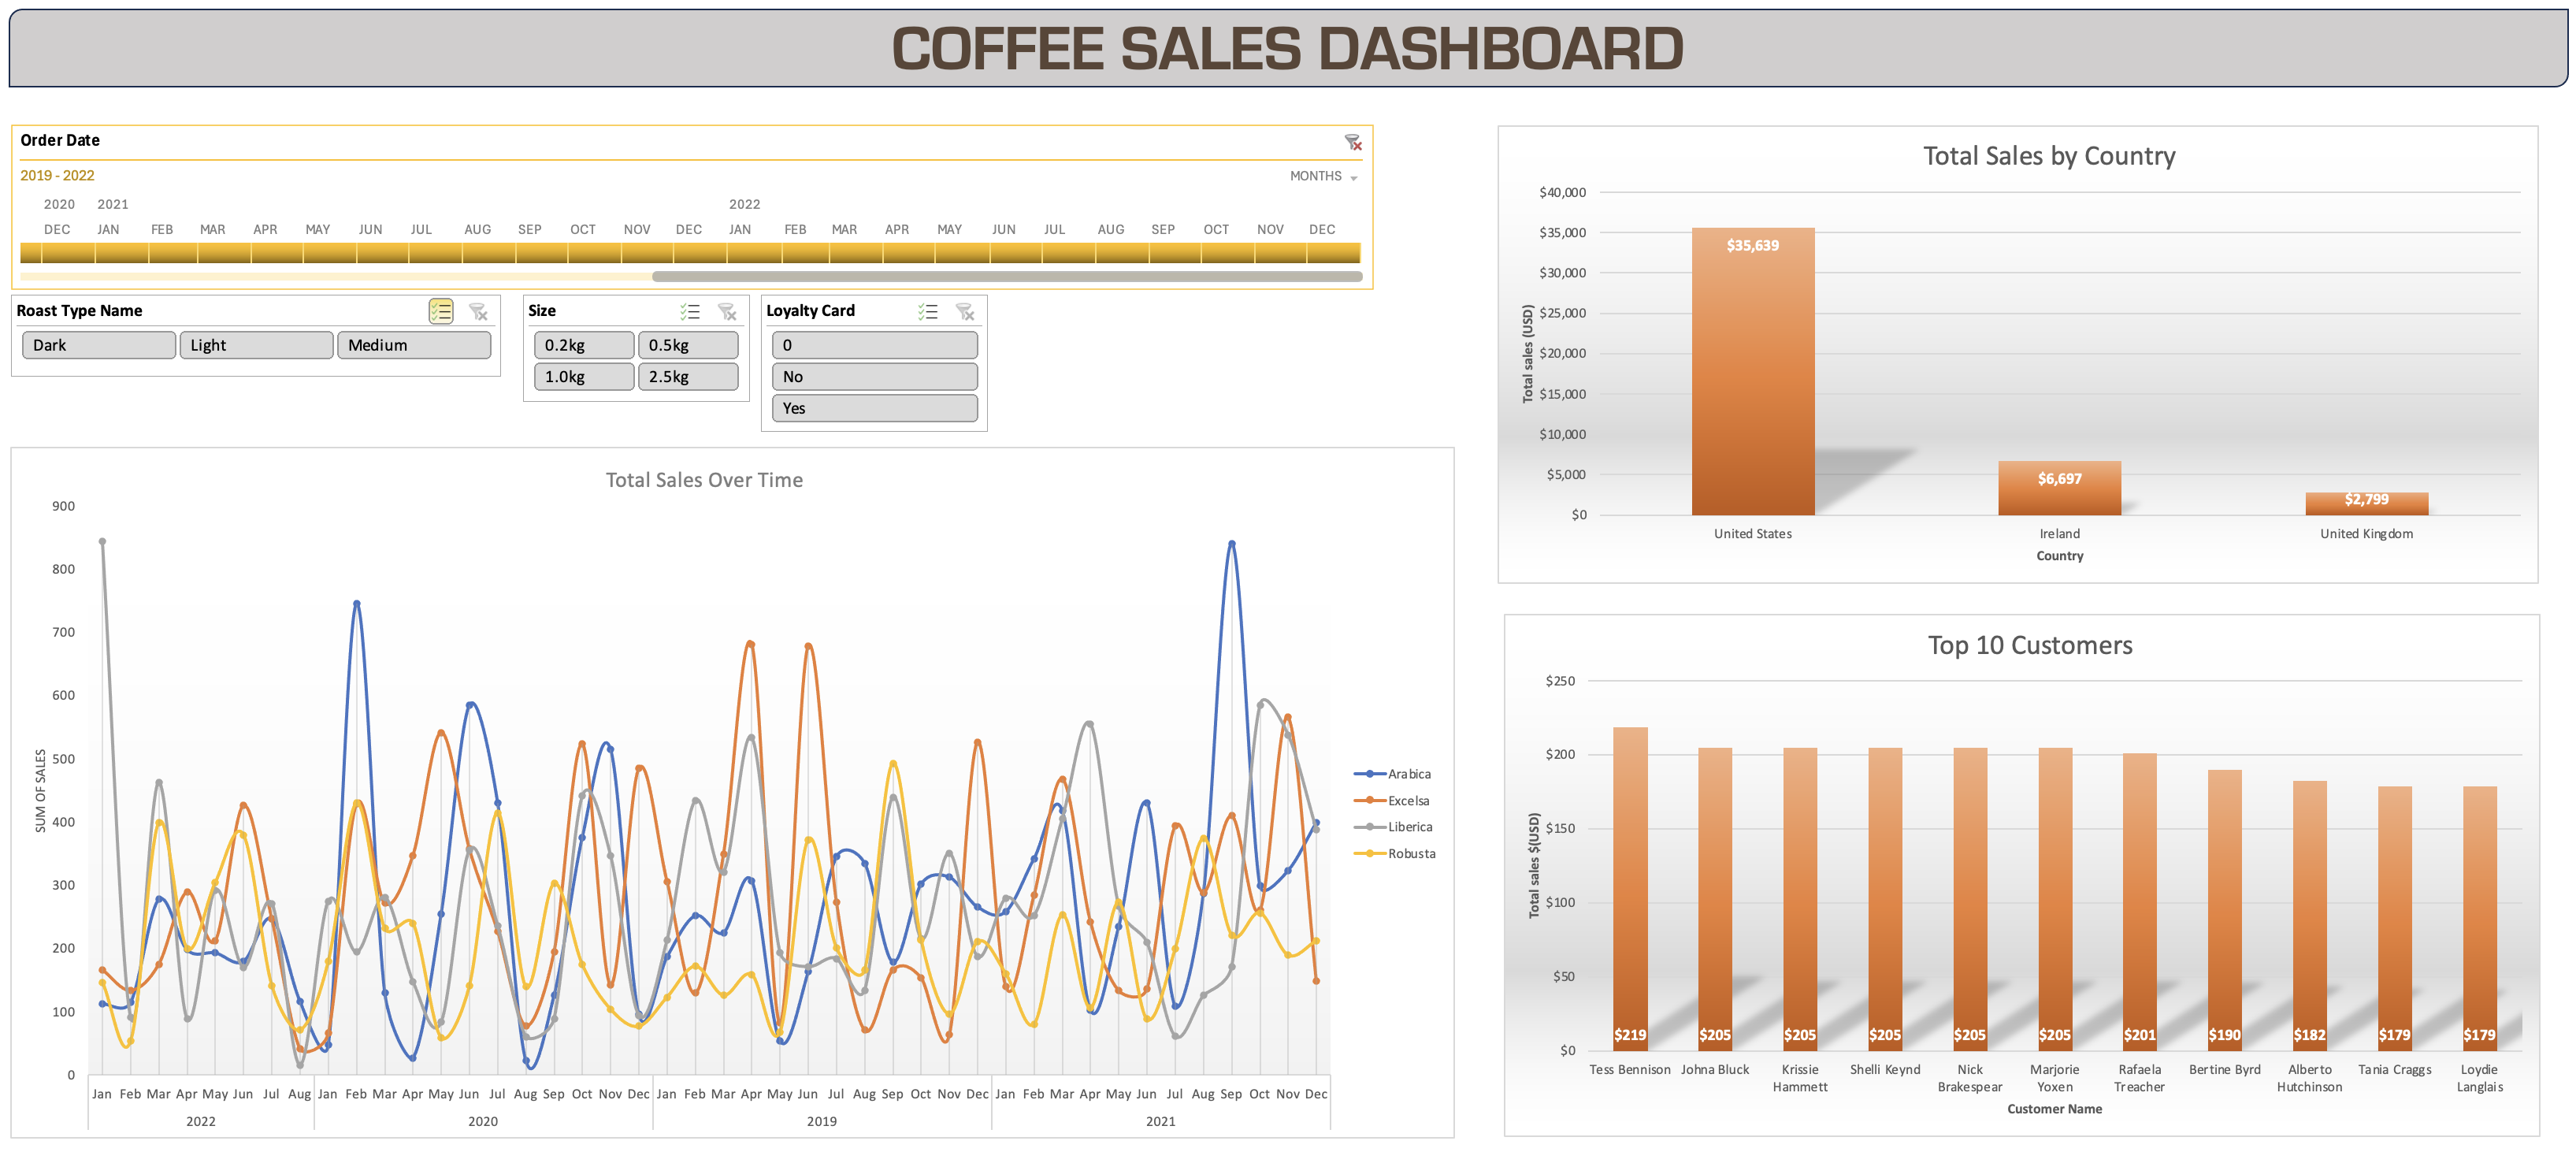 COFFEE SALES DASHBOARD
Order Date
2019 - 2022
MONTHS
2020 2021 2022
DEC JAN FEB MAR APR MAY JUN JUL AUG SEP OCT NOV DEC JAN FEB MAR APR MAY JUN JUL AUG SEP OCT NOV DEC
Roast Type Name
Dark Light Medium
Size
0.2kg 0.5kg
1.0kg 2.5kg
Loyalty Card
0
No
Yes
Total Sales Over Time
SUM OF SALES
900
800
700
600
500
400
300
200
100
0
Jan Feb Mar Apr May Jun Jul Aug Jan Feb Mar Apr May Jun Jul Aug Sep Oct Nov Dec Jan Feb Mar Apr May Jun Jul Aug Sep Oct Nov Dec Jan Feb Mar Apr May Jun Jul Aug Sep Oct Nov Dec
2022 2020 2019 2021
Arabica
Excelsa
Liberica
Robusta
Total Sales by Country
Total sales (USD)
$40,000
$35,000
$30,000
$25,000
$20,000
$15,000
$10,000
$5,000
$0
$35,639
$6,697
$2,799
United States Ireland United Kingdom
Country
Top 10 Customers
Total sales $(USD)
$250
$200
$150
$100
$50
$0
$219 $205 $205 $205 $205 $205 $201 $190 $182 $179 $179
Tess Bennison Johna Bluck Krissie Shelli Keynd Nick Marjorie Rafaela Bertine Byrd Alberto Tania Craggs Loydie
Hammett Brakespear Yoxen Treacher Hutchinson Langlais
Customer Name